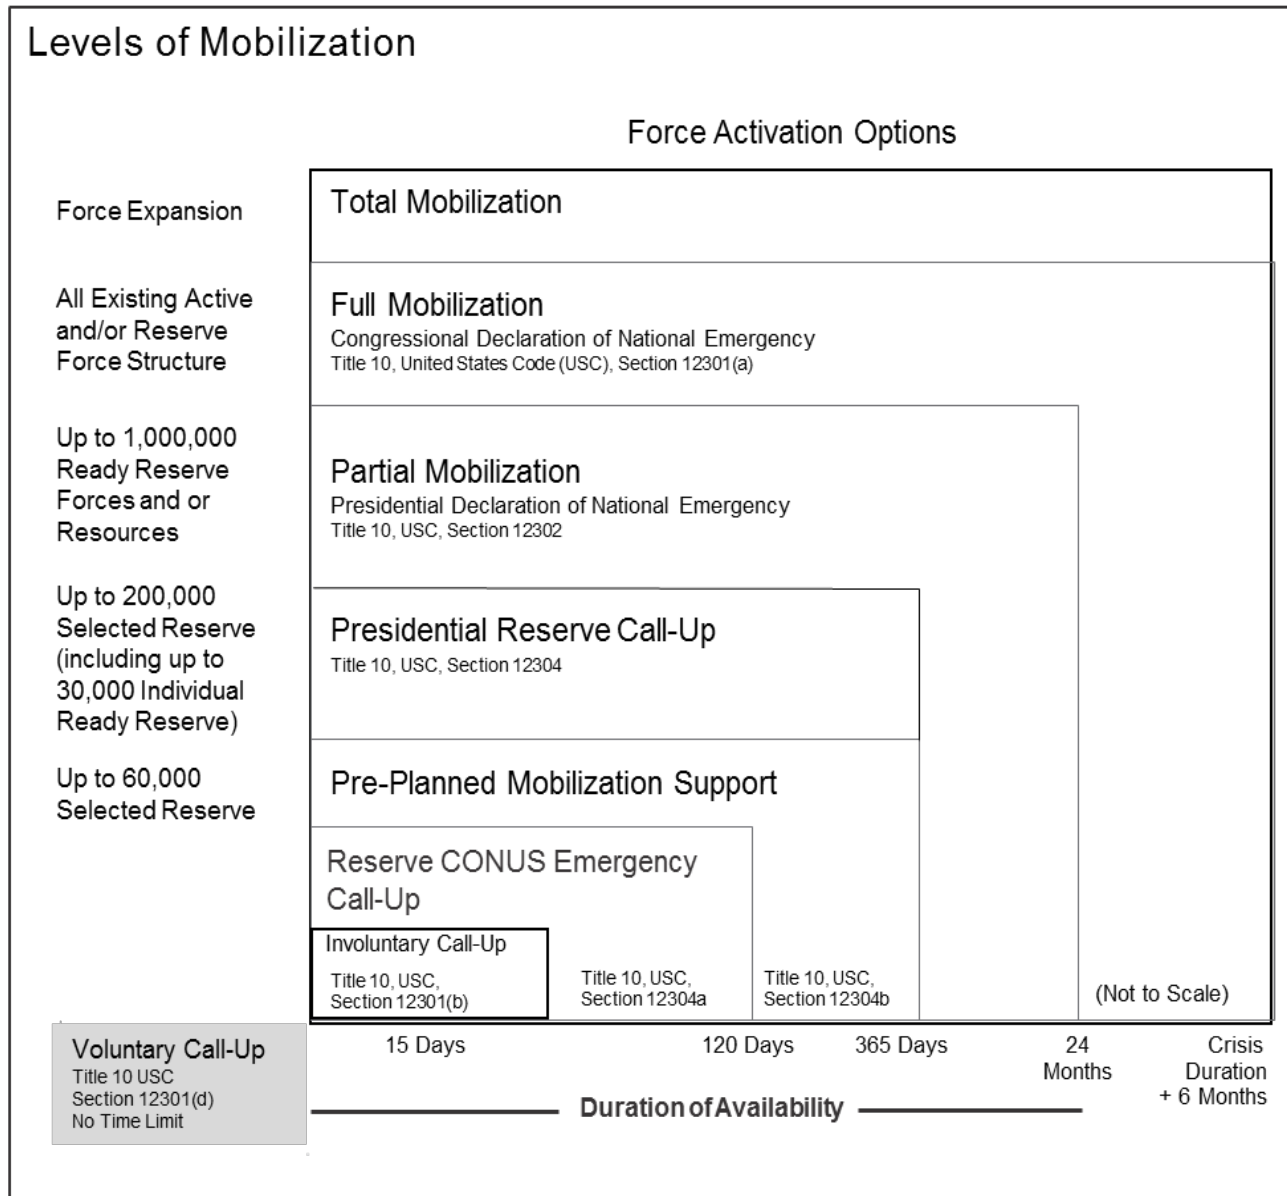 Levels of Mobilization
Force Activation Options
Force Expansion
Total Mobilization
All Existing Active
and/or Reserve
Force Structure
Full Mobilization
Congressional Declaration of National Emergency
Title 10, United States Code (USC), Section 12301(a)
Up to 1,000,000
Ready Reserve
Forces and or
Resources
Partial Mobilization
Presidential Declaration of National Emergency
Title 10, USC, Section 12302
Up to 200,000
Selected Reserve
(including up to
30,000 Individual
Ready Reserve)
Presidential Reserve Call-Up
Title 10, USC, Section 12304
Up to 60,000
Selected Reserve
Pre-Planned Mobilization Support
Reserve CONUS Emergency
Call-Up
Involuntary Call-Up
Title 10, USC,
Section 12301(b)
Title 10, USC,
Section 12304a
Title 10, USC,
Section 12304b
(Not to Scale)
Voluntary Call-Up
Title 10 USC
Section 12301(d)
No Time Limit
15 Days
120 Days
365 Days
24
Months
Crisis
Duration
+ 6 Months
Duration of Availability